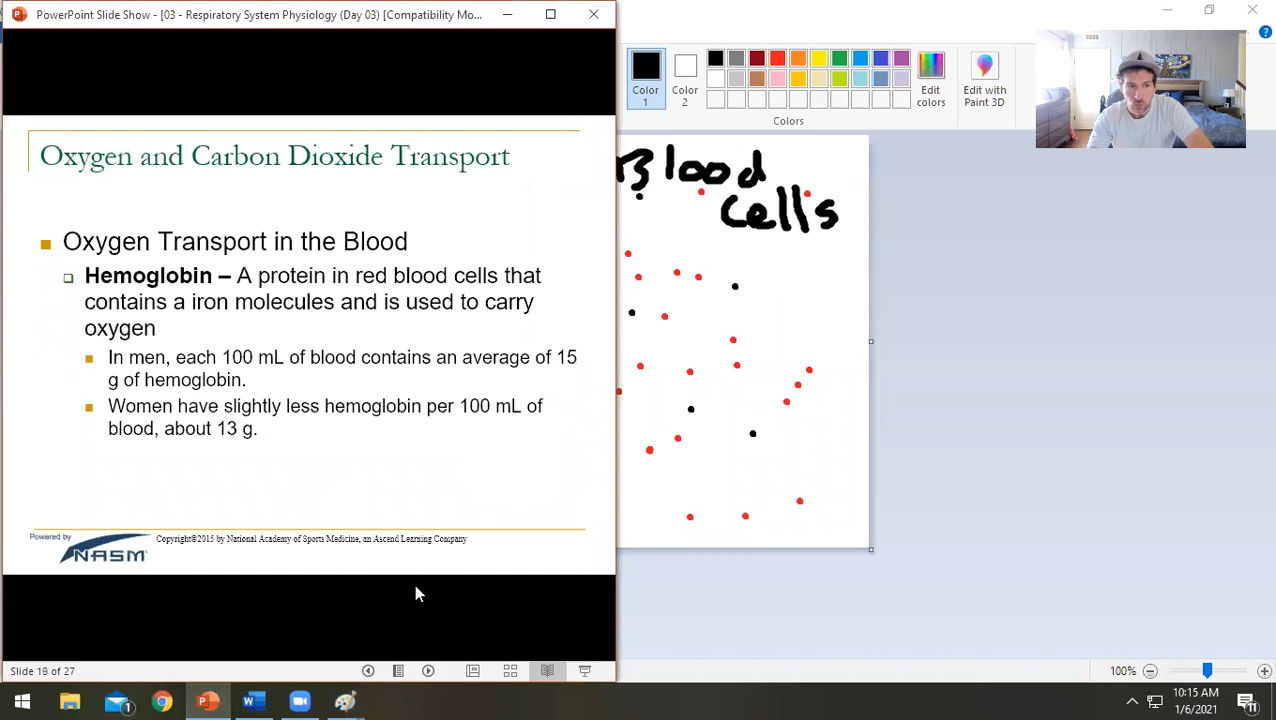 PowerPoint Slide Show - [03 - Respiratory System Physiology (Day 03) [Compatibility Mo...
Oxygen and Carbon Dioxide Transport
Oxygen Transport in the Blood
Hemoglobin – A protein in red blood cells that
contains a iron molecules and is used to carry
oxygen
In men, each 100 mL of blood contains an average of 15
g of hemoglobin.
Women have slightly less hemoglobin per 100 mL of
blood, about 13 g.
Powered by
NASM
Copyright©2015 by National Academy of Sports Medicine, an Ascend Learning Company
Slide 19 of 27
Color
1
Color
2
Edit
colors
Edit with
Paint 3D
Colors
Blood
cells
100%
1
10:15 AM
1/6/2021
11